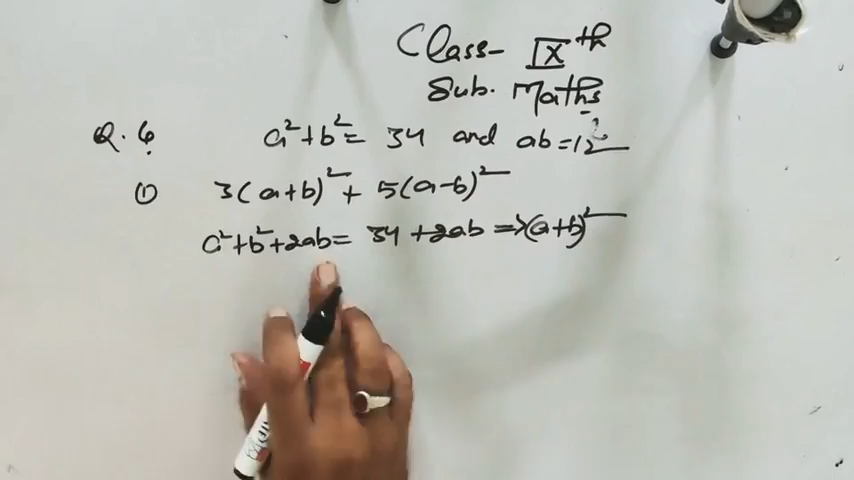 Class- IXth
Sub. Maths
Q. 6 a²+b²= 34 and ab=12
① 3(a+b)²+ 5(a-b)²
a²+b²+2ab= 34 +2ab =>(a+b)²